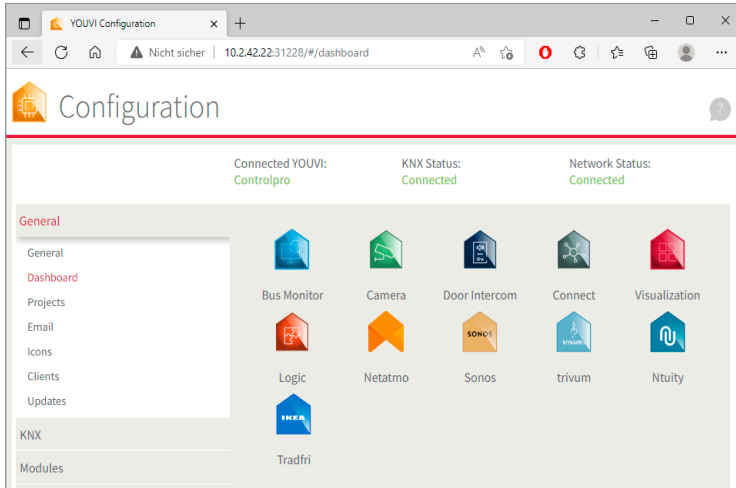 YOUVI Configuration
Nicht sicher 10.2.42.22:31228/#/dashboard
Configuration
Connected YOUVI: KNX Status: Network Status:
Controlpro Connected Connected
General
General
Dashboard
Projects
Email
Icons
Clients
Updates
KNX
Modules
Bus Monitor Camera Door Intercom Connect Visualization
SONOS trivum
Logic Netatmo Sonos trivum Ntuity
IKEA
Tradfri